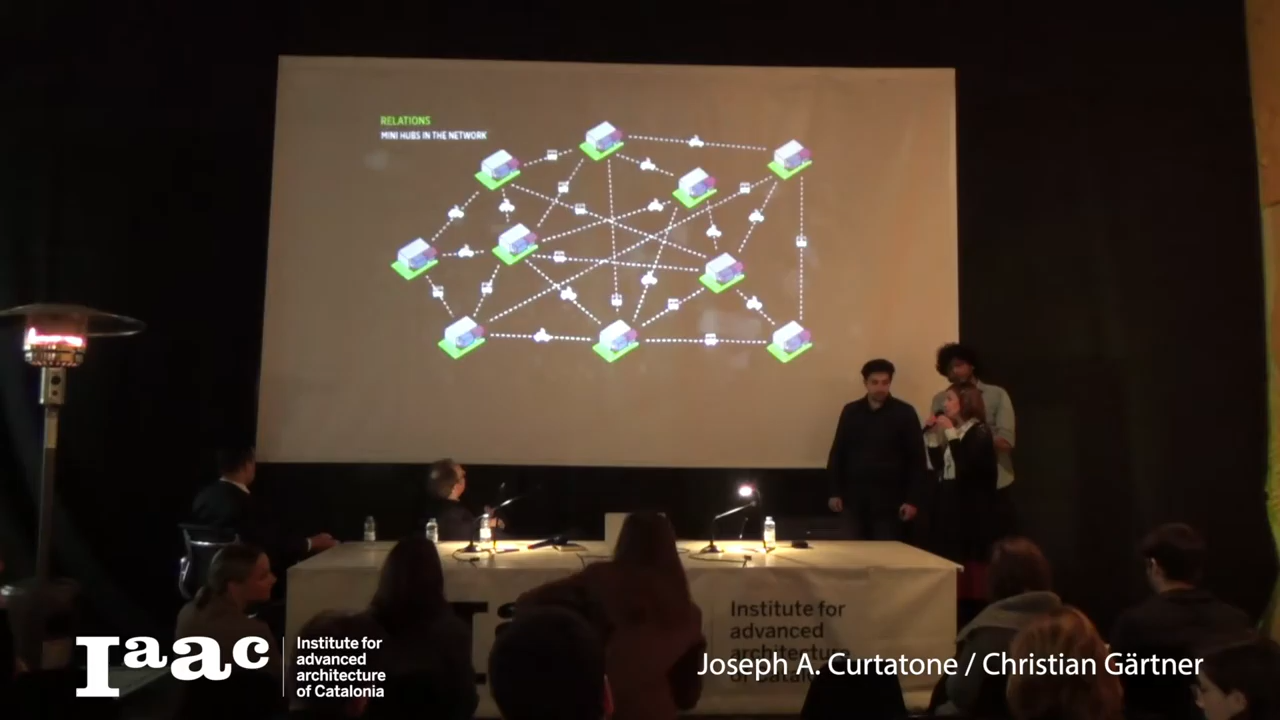 RELATIONS
MINI HUBS IN THE NETWORK
Institute for
advanced
architecture
Iaac
Institute for
advanced
architecture
of Catalonia
Joseph A. Curtatone / Christian Gärtner